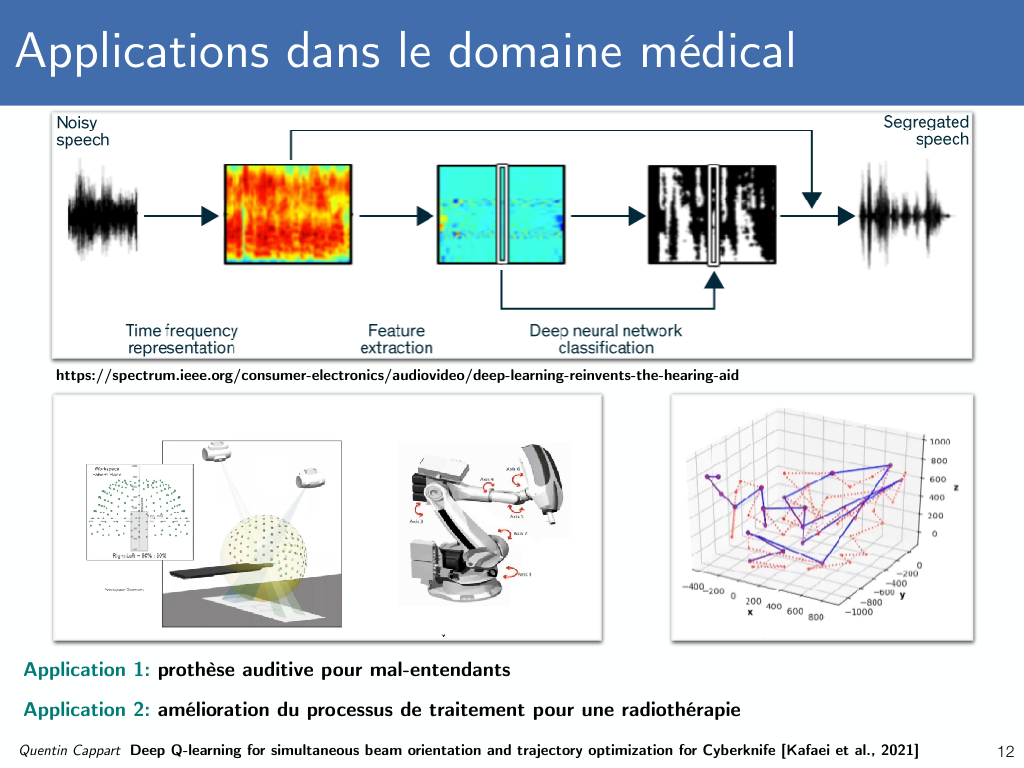 Applications dans le domaine médical
Noisy
speech
Segregated
speech
Time frequency
representation
Feature
extraction
Deep neural network
classification
https://spectrum.ieee.org/consumer-electronics/audiovideo/deep-learning-reinvents-the-hearing-aid
Workspace
Right:Left = 50% : 50%
Axis 6
Axis 4
Axis 5
Axis 3
Axis 2
Axis 1
1000
800
600
400
200
0
z
−400
−200
0
200
400
600
800
x
0
−200
−400
−600
−800
−1000
y
Application 1: prothèse auditive pour mal-entendants
Application 2: amélioration du processus de traitement pour une radiothérapie
Quentin Cappart Deep Q-learning for simultaneous beam orientation and trajectory optimization for Cyberknife [Kafaei et al., 2021]
12